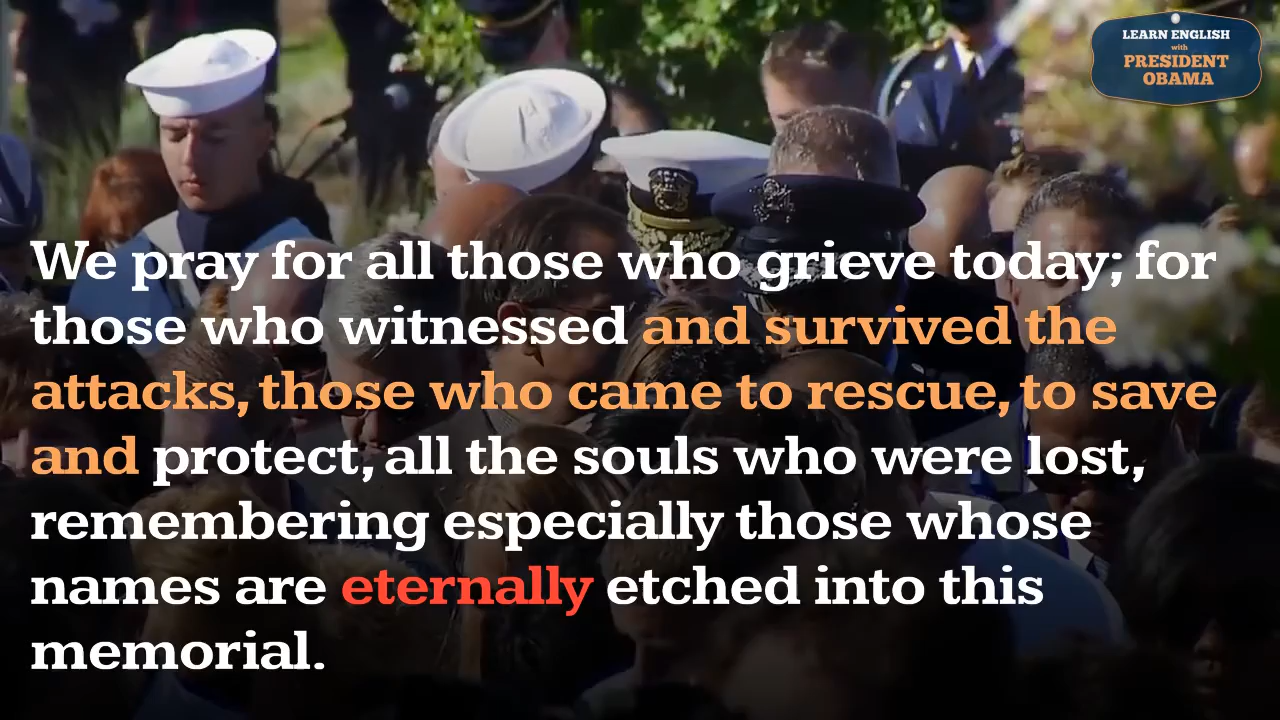 LEARN ENGLISH
with
PRESIDENT
OBAMA
We pray for all those who grieve today; for
those who witnessed and survived the
attacks, those who came to rescue, to save
and protect, all the souls who were lost,
remembering especially those whose
names are eternally etched into this
memorial.